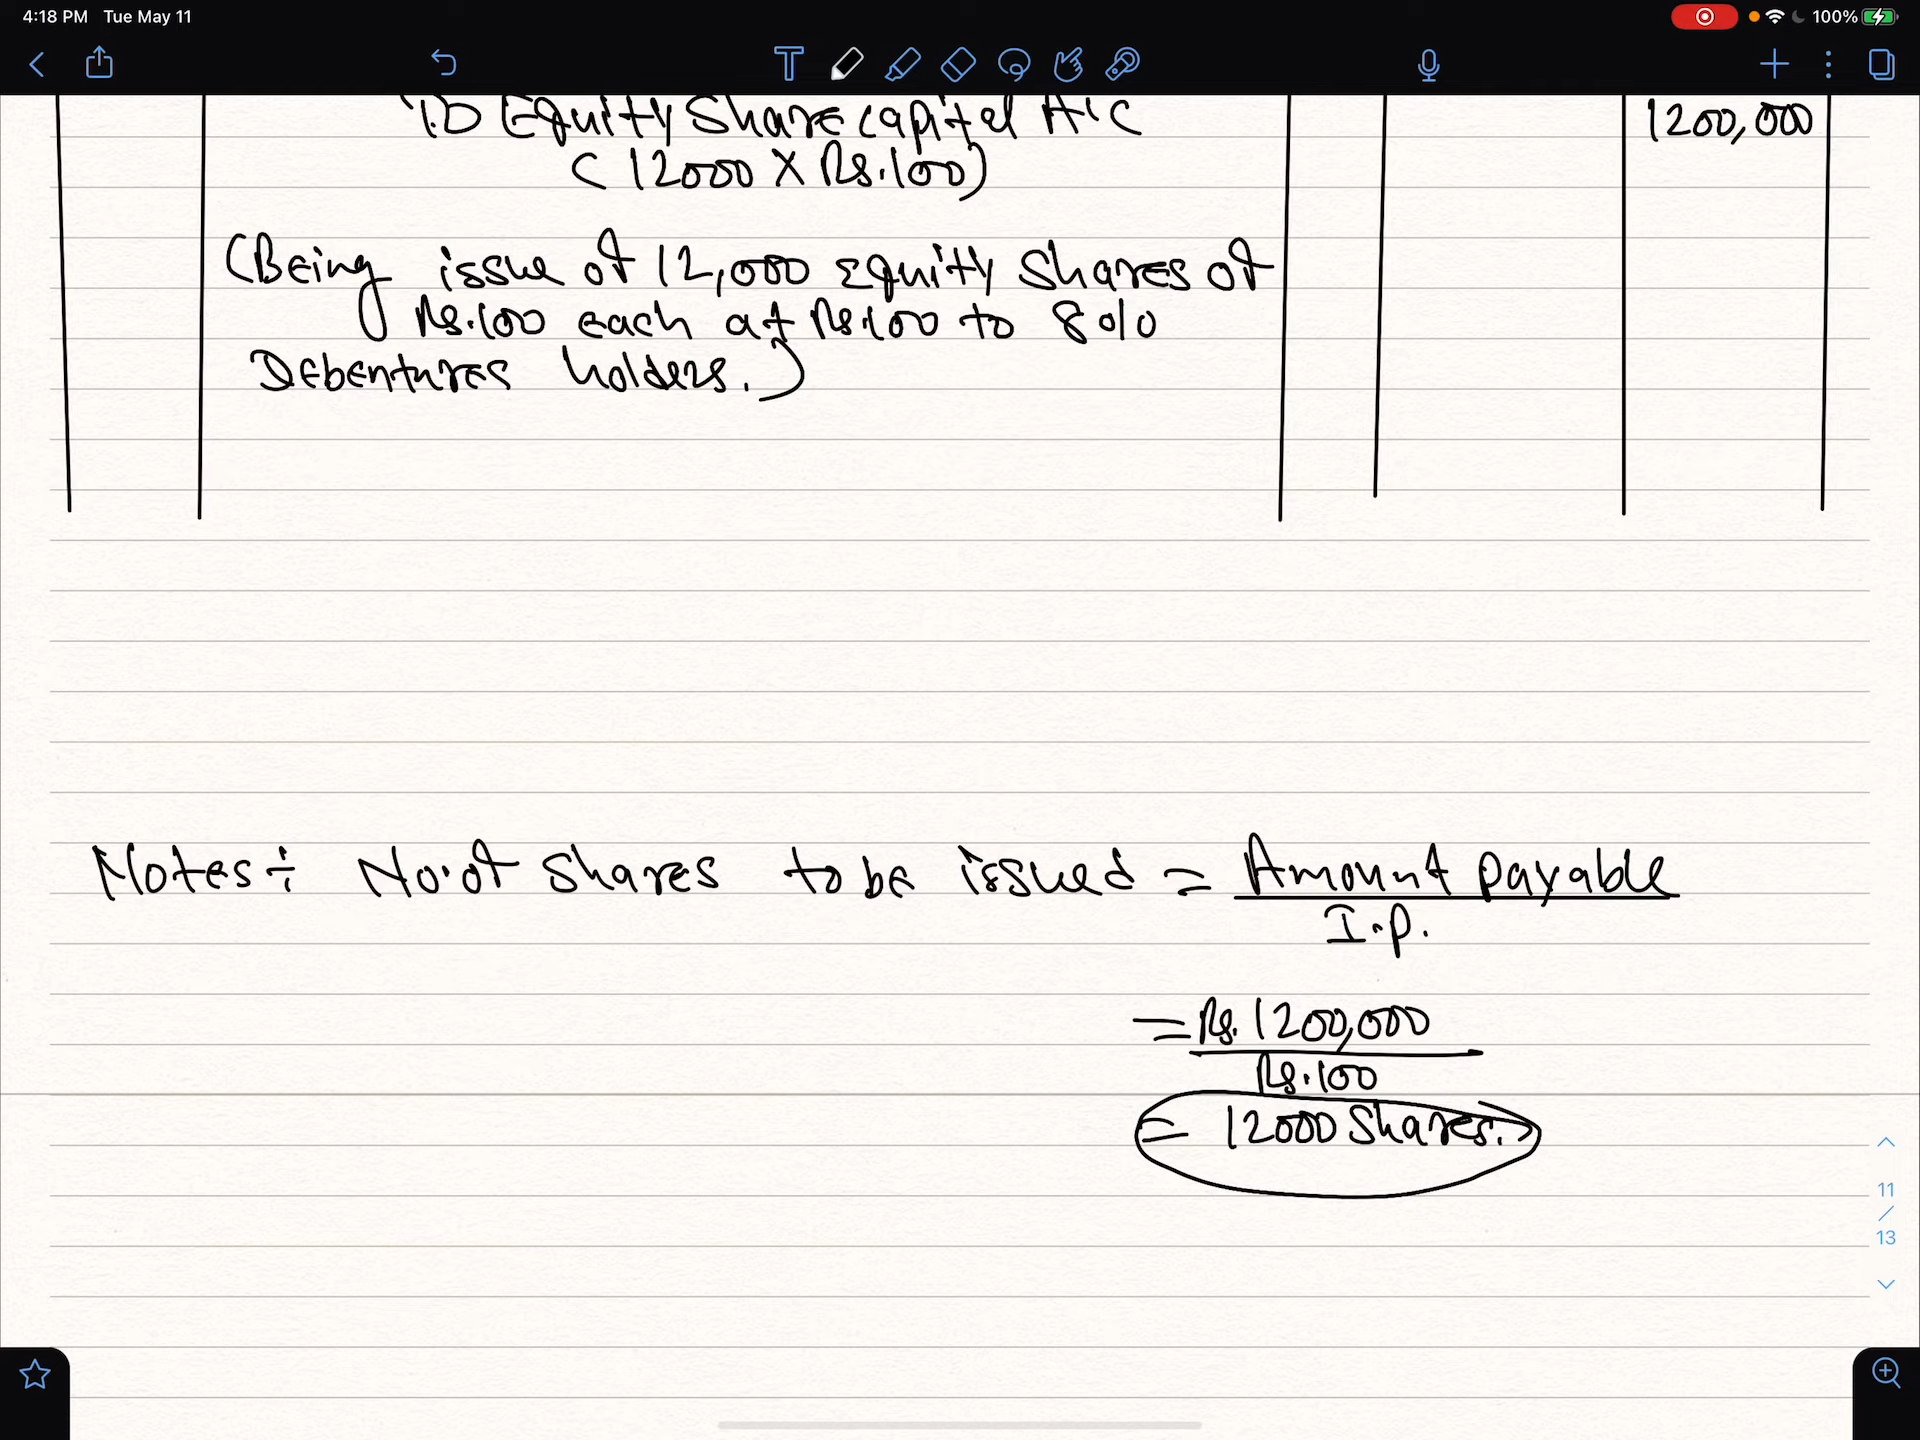 4:18 PM Tue May 11
100%
T
To Equity Share capital A/C 1200,000
(12000 X Rs.100)
(Being issue of 12,000 Equity Shares of
Rs.100 each at Rs.100 to 8%
Debentures holders.)
Notes÷ No.of Shares to be issued = Amount payable
I.p.
= Rs.1200,000
Rs.100
= 12000 Shares.
11
/
13